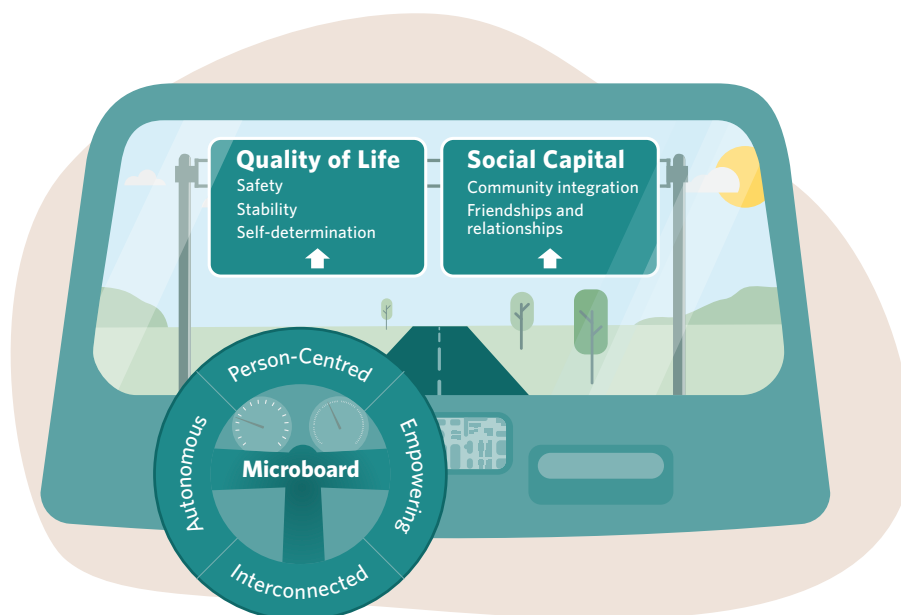 Quality of Life
Safety
Stability
Self-determination
Social Capital
Community integration
Friendships and
relationships
Person-Centred
Autonomous
Empowering
Microboard
Interconnected